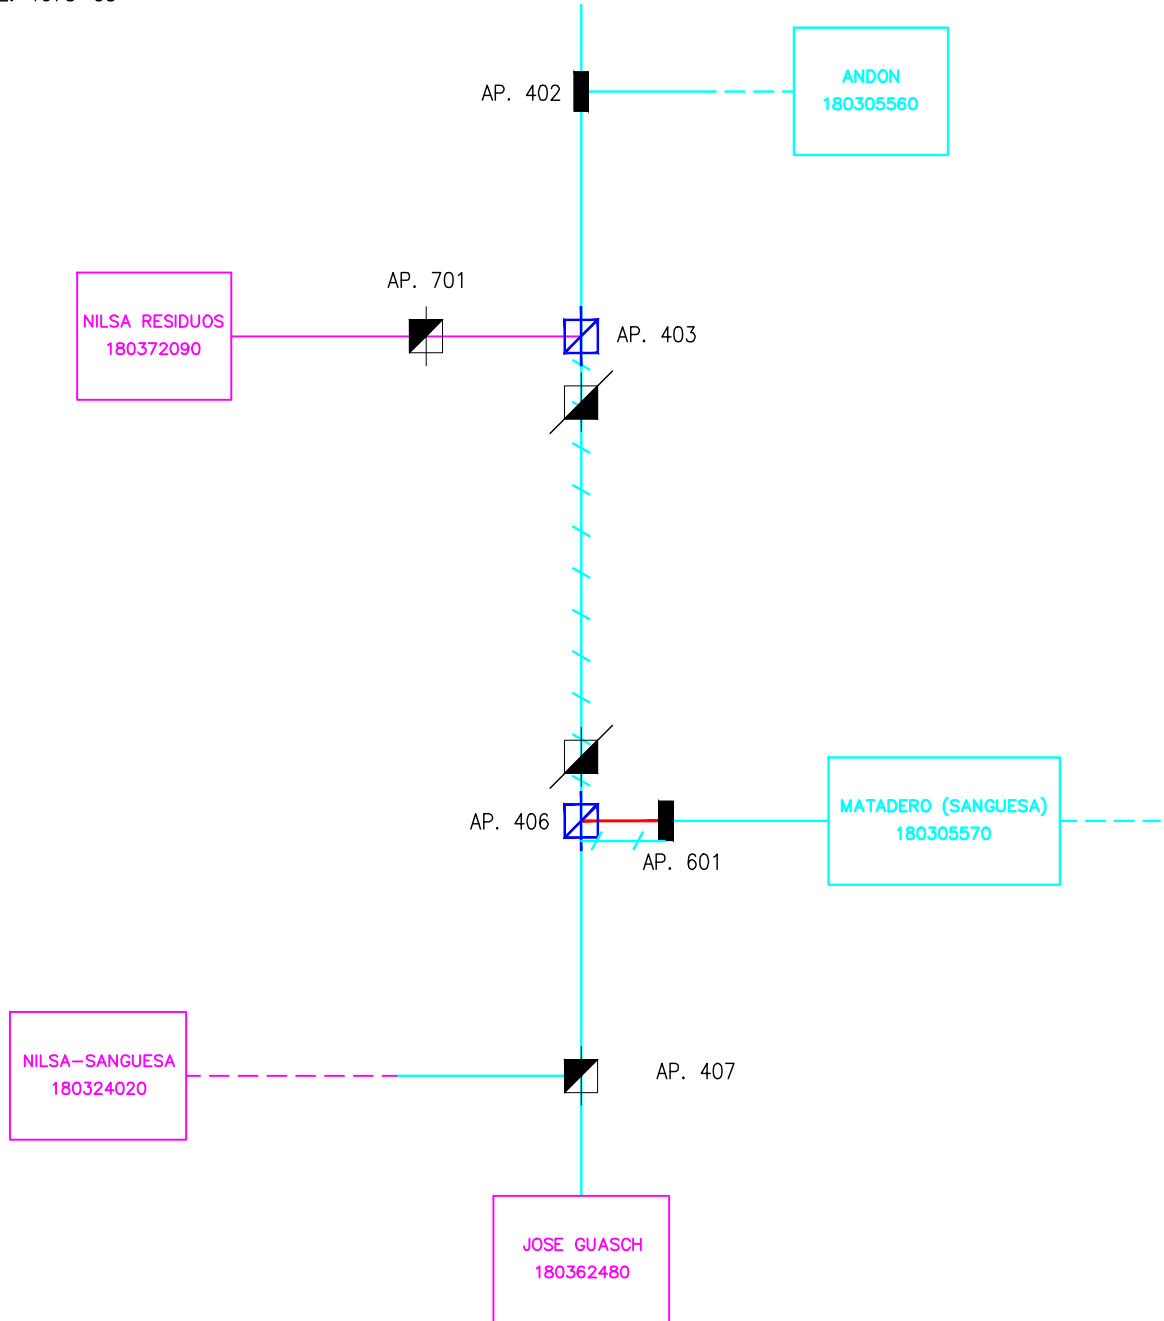 AP. 402
ANDON
180305560
AP. 701
NILSA RESIDUOS
180372090
AP. 403
MATADERO (SANGUESA)
180305570
AP. 406
AP. 601
NILSA-SANGUESA
180324020
AP. 407
JOSE GUASCH
180362480